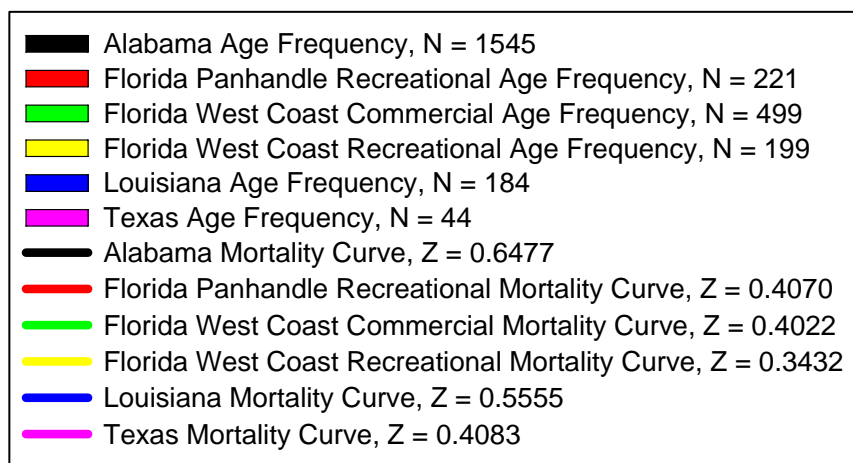 Alabama Age Frequency, N = 1545
Florida Panhandle Recreational Age Frequency, N = 221
Florida West Coast Commercial Age Frequency, N = 499
Florida West Coast Recreational Age Frequency, N = 199
Louisiana Age Frequency, N = 184
Texas Age Frequency, N = 44
Alabama Mortality Curve, Z = 0.6477
Florida Panhandle Recreational Mortality Curve, Z = 0.4070
Florida West Coast Commercial Mortality Curve, Z = 0.4022
Florida West Coast Recreational Mortality Curve, Z = 0.3432
Louisiana Mortality Curve, Z = 0.5555
Texas Mortality Curve, Z = 0.4083